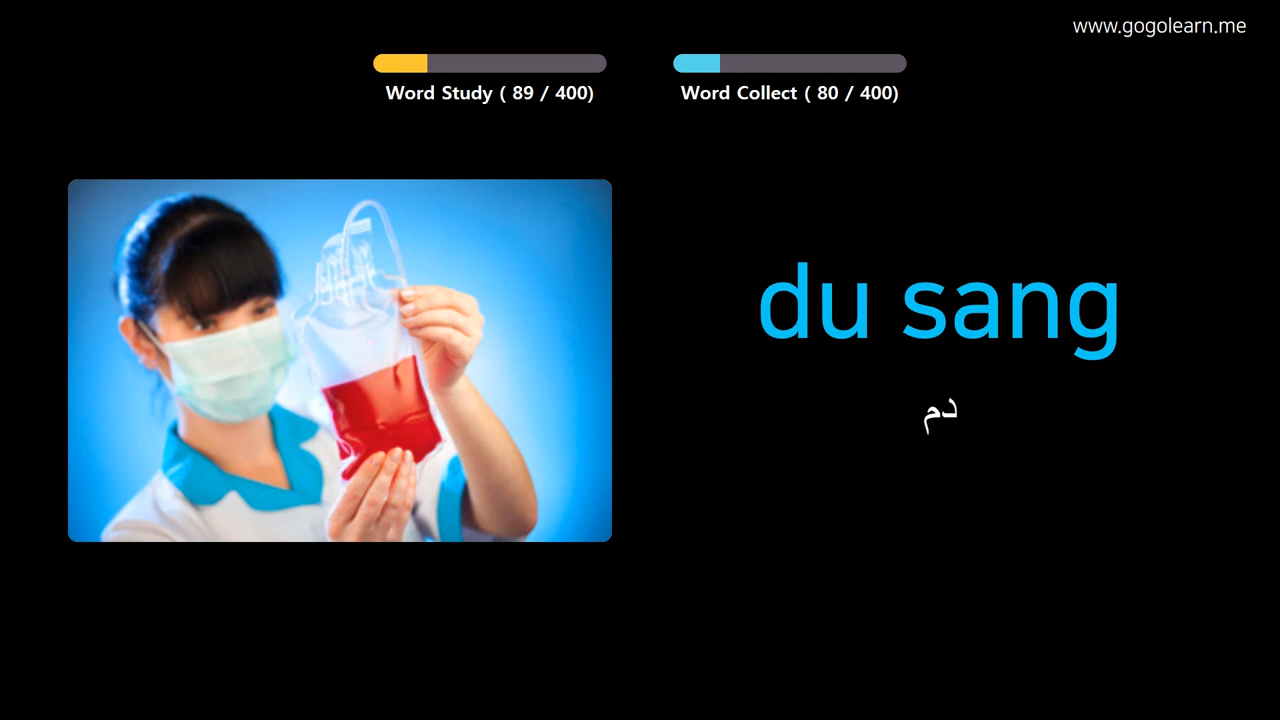 www.gogolearn.me
Word Study ( 89 / 400)
Word Collect ( 80 / 400)
du sang
دم